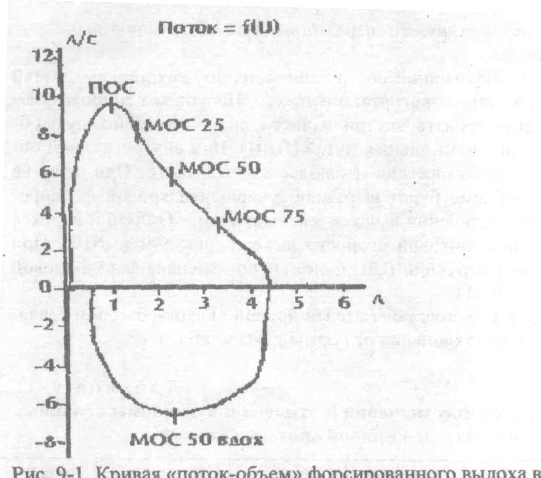 л/с
Поток = f(U)
12
10
ПОС
8
МОС 25
6
МОС 50
4
МОС 75
2
0
1 2 3 4 5 6 л
-2
-4
-6
-8
МОС 50 вдох
Рис. 9-1. Кривая «поток-объем» форсированного выдоха в